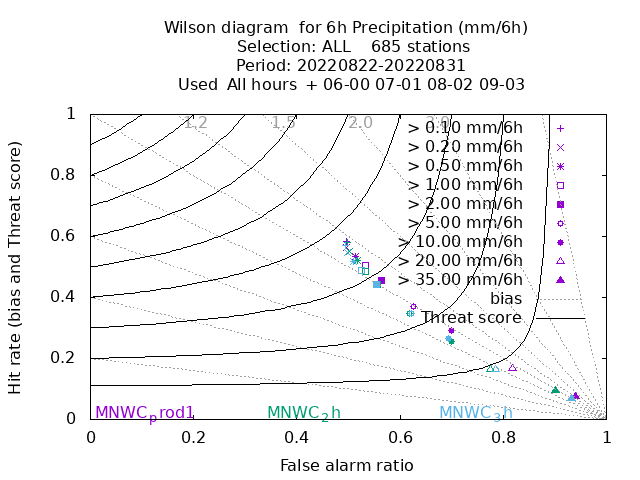 Wilson diagram  for 6h Precipitation (mm/6h)
Selection: ALL    685 stations
Period: 20220822-20220831
Used  All hours  + 06-00 07-01 08-02 09-03
Hit rate (bias and Threat score)
1
0.8
0.6
0.4
0.2
0
1.2
1.5
2.0
3.0
> 0.10 mm/6h
> 0.20 mm/6h
> 0.50 mm/6h
> 1.00 mm/6h
> 2.00 mm/6h
> 5.00 mm/6h
> 10.00 mm/6h
> 20.00 mm/6h
> 35.00 mm/6h
bias
Threat score
MNWCprod1 MNWC2h MNWC3h
0 0.2 0.4 0.6 0.8 1
False alarm ratio